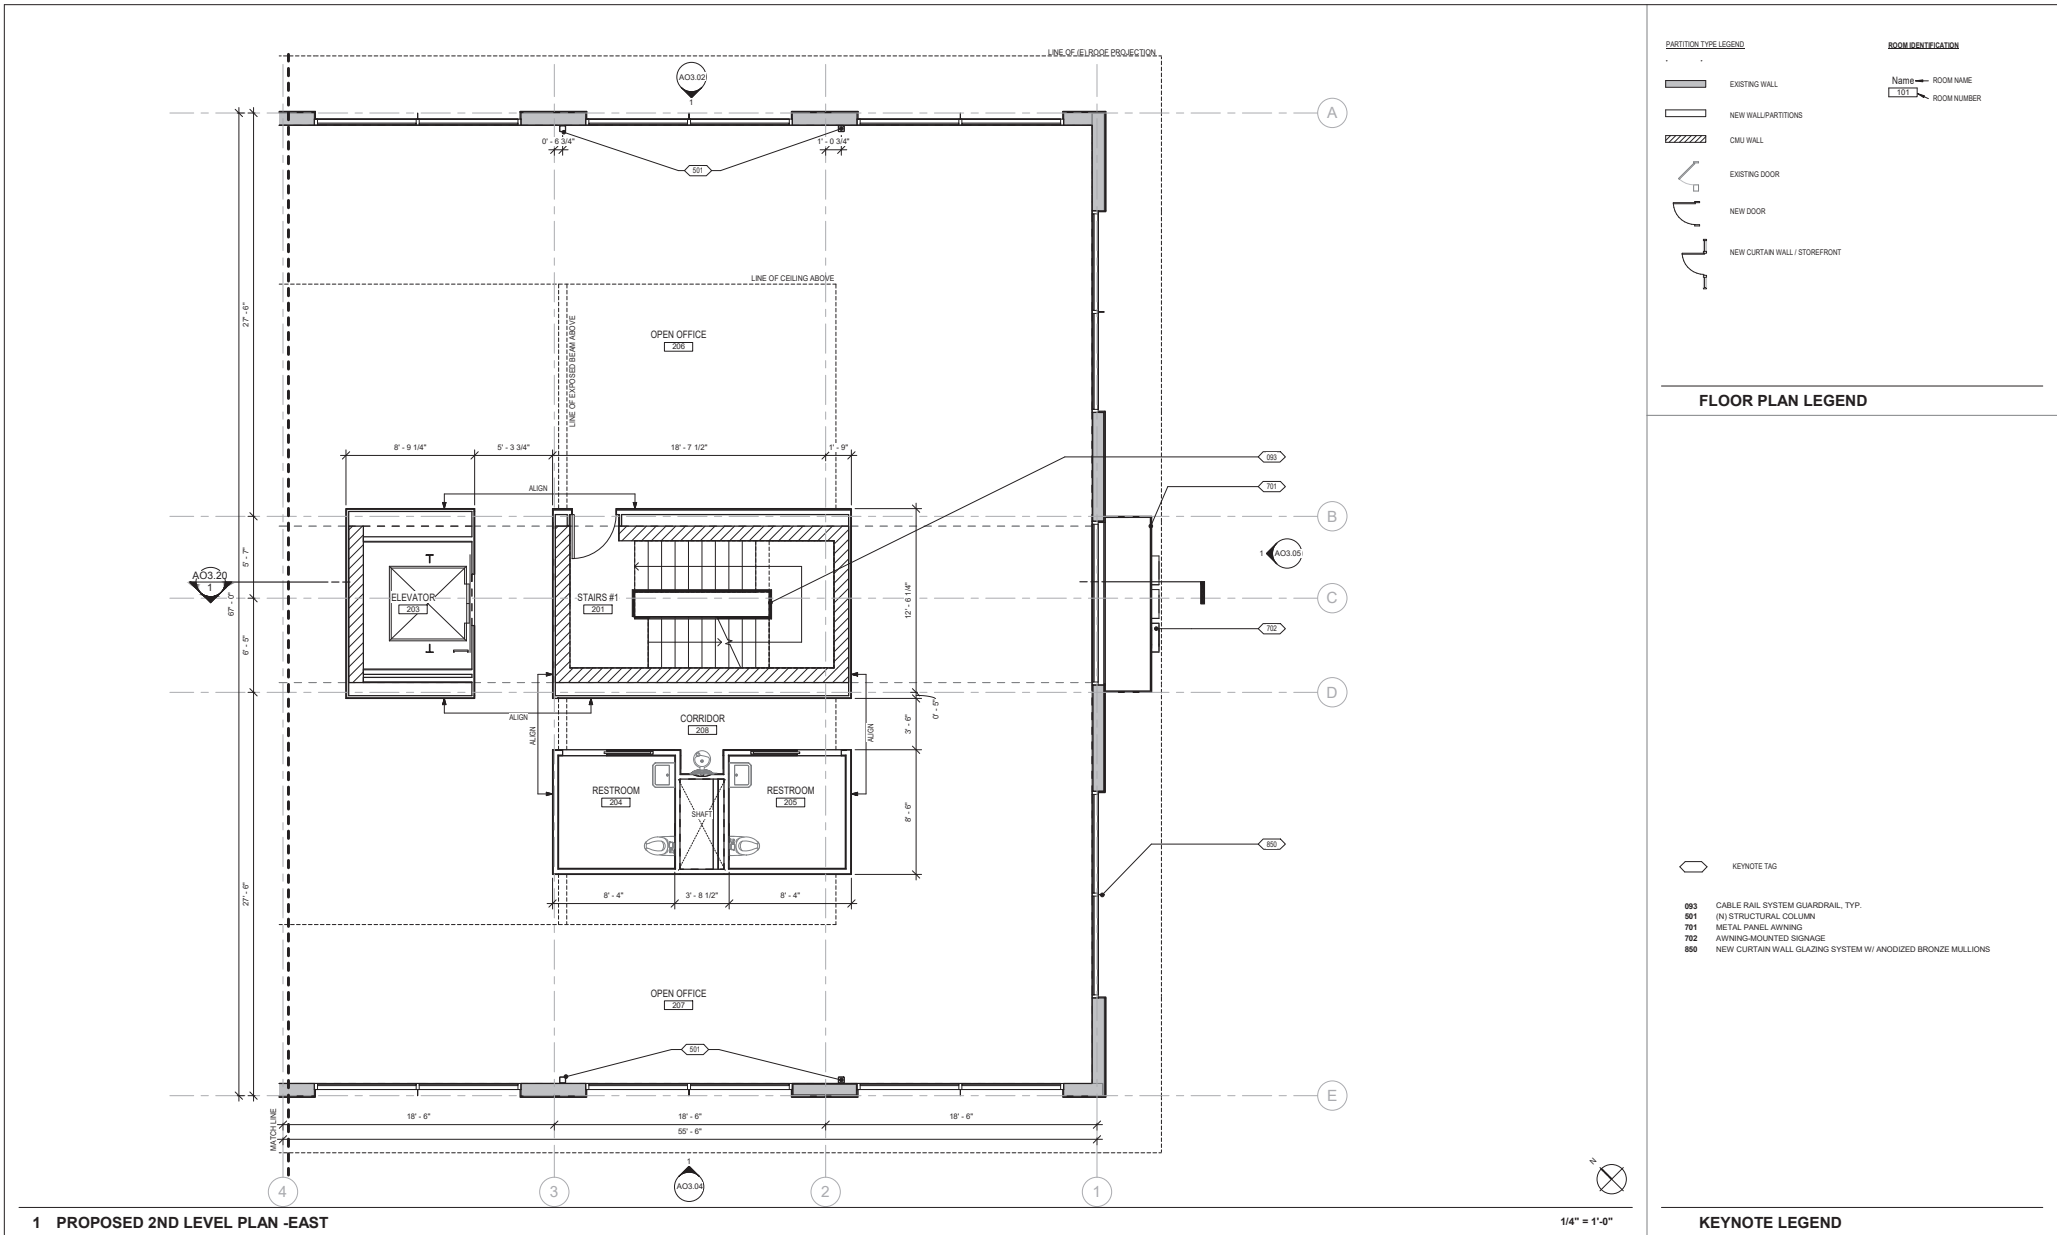 LINE OF (E) ROOF PROJECTION
AO3.02
1
A
0' - 6 3/4"
1' - 0 3/4"
501
LINE OF CEILING ABOVE
27' - 6"
LINE OF EXPOSED BEAM ABOVE
OPEN OFFICE
206
8' - 9 1/4"
5' - 3 3/4"
18' - 7 1/2"
1' - 9"
093
ALIGN
701
B
5' - 7"
1
AO3.05
AO3.20
1
67' - 0"
ELEVATOR
203
STAIRS #1
201
12' - 6 1/4"
C
702
6' - 5"
D
ALIGN
ALIGN
CORRIDOR
208
ALIGN
3' - 6"
0' - 5"
RESTROOM
204
SHAFT
RESTROOM
205
8' - 6"
850
27' - 6"
8' - 4"
3' - 8 1/2"
8' - 4"
OPEN OFFICE
207
501
E
MATCH LINE
18' - 6"
18' - 6"
18' - 6"
55' - 6"
1
AO3.04
4
3
2
1
N
1 PROPOSED 2ND LEVEL PLAN -EAST
1/4" = 1'-0"
PARTITION TYPE LEGEND
EXISTING WALL
NEW WALL/PARTITIONS
CMU WALL
EXISTING DOOR
NEW DOOR
NEW CURTAIN WALL / STOREFRONT
ROOM IDENTIFICATION
Name
ROOM NAME
101
ROOM NUMBER
FLOOR PLAN LEGEND
KEYNOTE TAG
093 CABLE RAIL SYSTEM GUARDRAIL, TYP.
501 (N) STRUCTURAL COLUMN
701 METAL PANEL AWNING
702 AWNING-MOUNTED SIGNAGE
850 NEW CURTAIN WALL GLAZING SYSTEM W/ ANODIZED BRONZE MULLIONS
KEYNOTE LEGEND